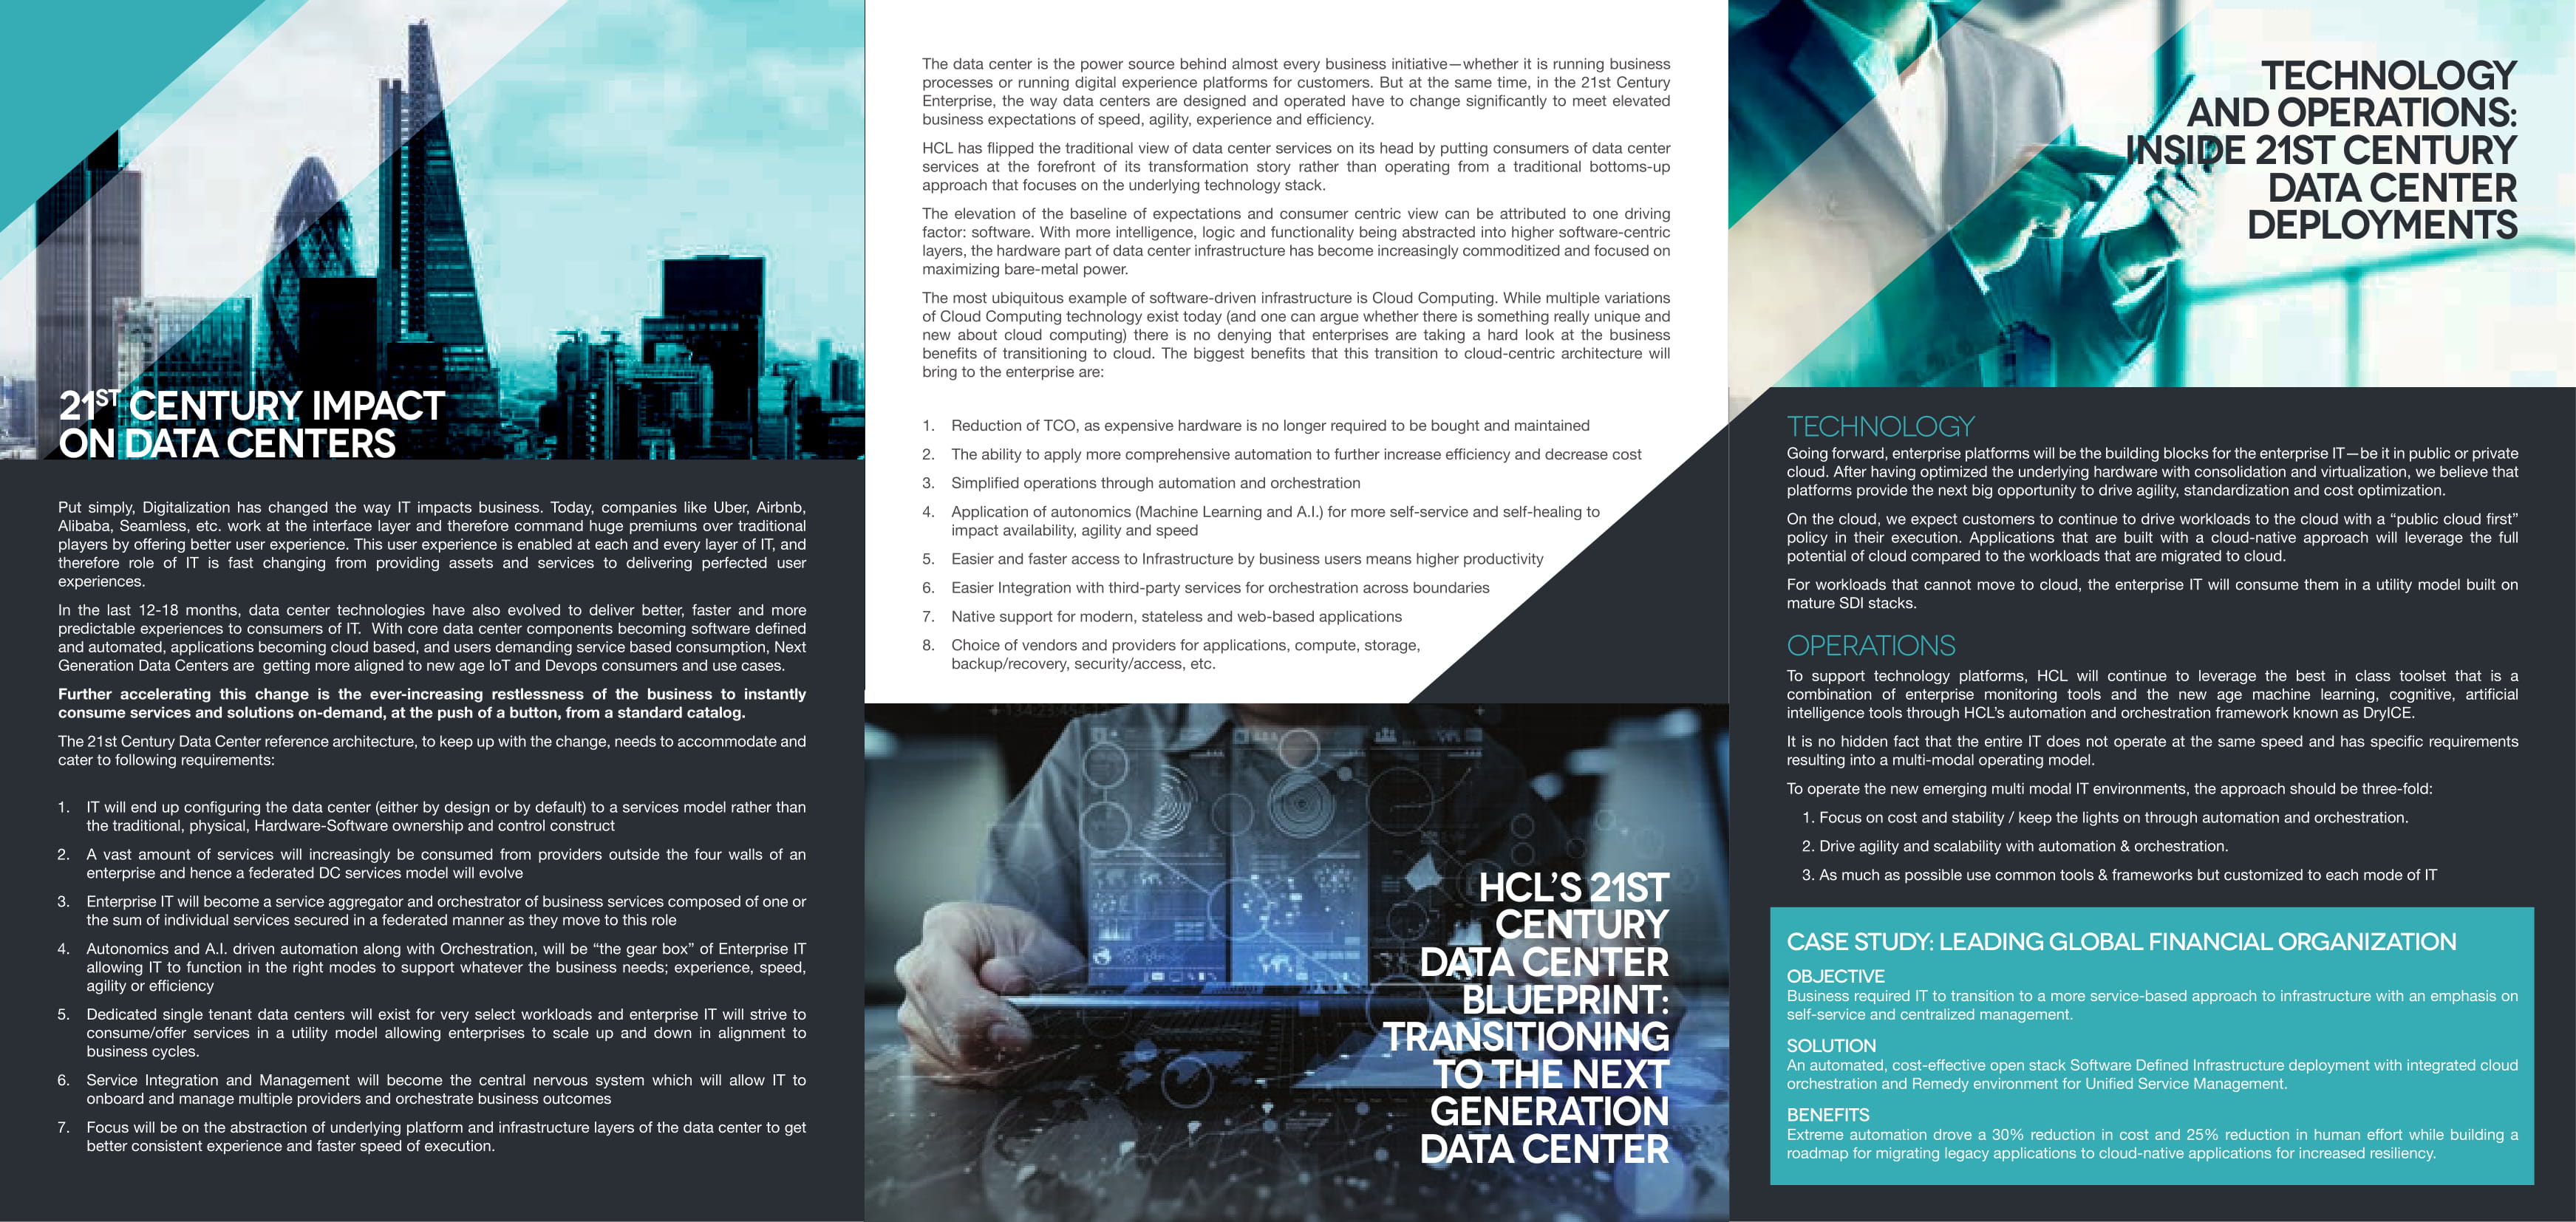 21ST CENTURY IMPACT
ON DATA CENTERS
Put simply, Digitalization has changed the way IT impacts business. Today, companies like Uber, Airbnb,
Alibaba, Seamless, etc. work at the interface layer and therefore command huge premiums over traditional
players by offering better user experience. This user experience is enabled at each and every layer of IT, and
therefore role of IT is fast changing from providing assets and services to delivering perfected user
experiences.
In the last 12-18 months, data center technologies have also evolved to deliver better, faster and more
predictable experiences to consumers of IT. With core data center components becoming software defined
and automated, applications becoming cloud based, and users demanding service based consumption, Next
Generation Data Centers are getting more aligned to new age IoT and Devops consumers and use cases.
Further accelerating this change is the ever-increasing restlessness of the business to instantly
consume services and solutions on-demand, at the push of a button, from a standard catalog.
The 21st Century Data Center reference architecture, to keep up with the change, needs to accommodate and
cater to following requirements:
1. IT will end up configuring the data center (either by design or by default) to a services model rather than
the traditional, physical, Hardware-Software ownership and control construct
2. A vast amount of services will increasingly be consumed from providers outside the four walls of an
enterprise and hence a federated DC services model will evolve
3. Enterprise IT will become a service aggregator and orchestrator of business services composed of one or
the sum of individual services secured in a federated manner as they move to this role
4. Autonomics and A.I. driven automation along with Orchestration, will be “the gear box” of Enterprise IT
allowing IT to function in the right modes to support whatever the business needs; experience, speed,
agility or efficiency
5. Dedicated single tenant data centers will exist for very select workloads and enterprise IT will strive to
consume/offer services in a utility model allowing enterprises to scale up and down in alignment to
business cycles.
6. Service Integration and Management will become the central nervous system which will allow IT to
onboard and manage multiple providers and orchestrate business outcomes
7. Focus will be on the abstraction of underlying platform and infrastructure layers of the data center to get
better consistent experience and faster speed of execution.
The data center is the power source behind almost every business initiative—whether it is running business
processes or running digital experience platforms for customers. But at the same time, in the 21st Century
Enterprise, the way data centers are designed and operated have to change significantly to meet elevated
business expectations of speed, agility, experience and efficiency.
HCL has flipped the traditional view of data center services on its head by putting consumers of data center
services at the forefront of its transformation story rather than operating from a traditional bottoms-up
approach that focuses on the underlying technology stack.
The elevation of the baseline of expectations and consumer centric view can be attributed to one driving
factor: software. With more intelligence, logic and functionality being abstracted into higher software-centric
layers, the hardware part of data center infrastructure has become increasingly commoditized and focused on
maximizing bare-metal power.
The most ubiquitous example of software-driven infrastructure is Cloud Computing. While multiple variations
of Cloud Computing technology exist today (and one can argue whether there is something really unique and
new about cloud computing) there is no denying that enterprises are taking a hard look at the business
benefits of transitioning to cloud. The biggest benefits that this transition to cloud-centric architecture will
bring to the enterprise are:
1. Reduction of TCO, as expensive hardware is no longer required to be bought and maintained
2. The ability to apply more comprehensive automation to further increase efficiency and decrease cost
3. Simplified operations through automation and orchestration
4. Application of autonomics (Machine Learning and A.I.) for more self-service and self-healing to
impact availability, agility and speed
5. Easier and faster access to Infrastructure by business users means higher productivity
6. Easier Integration with third-party services for orchestration across boundaries
7. Native support for modern, stateless and web-based applications
8. Choice of vendors and providers for applications, compute, storage,
backup/recovery, security/access, etc.
HCL’S 21ST
CENTURY
DATA CENTER
BLUEPRINT:
TRANSITIONING
TO THE NEXT
GENERATION
DATA CENTER
TECHNOLOGY
AND OPERATIONS:
INSIDE 21ST CENTURY
DATA CENTER
DEPLOYMENTS
TECHNOLOGY
Going forward, enterprise platforms will be the building blocks for the enterprise IT—be it in public or private
cloud. After having optimized the underlying hardware with consolidation and virtualization, we believe that
platforms provide the next big opportunity to drive agility, standardization and cost optimization.
On the cloud, we expect customers to continue to drive workloads to the cloud with a “public cloud first”
policy in their execution. Applications that are built with a cloud-native approach will leverage the full
potential of cloud compared to the workloads that are migrated to cloud.
For workloads that cannot move to cloud, the enterprise IT will consume them in a utility model built on
mature SDI stacks.
OPERATIONS
To support technology platforms, HCL will continue to leverage the best in class toolset that is a
combination of enterprise monitoring tools and the new age machine learning, cognitive, artificial
intelligence tools through HCL’s automation and orchestration framework known as DryICE.
It is no hidden fact that the entire IT does not operate at the same speed and has specific requirements
resulting into a multi-modal operating model.
To operate the new emerging multi modal IT environments, the approach should be three-fold:
1. Focus on cost and stability / keep the lights on through automation and orchestration.
2. Drive agility and scalability with automation & orchestration.
3. As much as possible use common tools & frameworks but customized to each mode of IT
CASE STUDY: LEADING GLOBAL FINANCIAL ORGANIZATION
OBJECTIVE
Business required IT to transition to a more service-based approach to infrastructure with an emphasis on
self-service and centralized management.
SOLUTION
An automated, cost-effective open stack Software Defined Infrastructure deployment with integrated cloud
orchestration and Remedy environment for Unified Service Management.
BENEFITS
Extreme automation drove a 30% reduction in cost and 25% reduction in human effort while building a
roadmap for migrating legacy applications to cloud-native applications for increased resiliency.